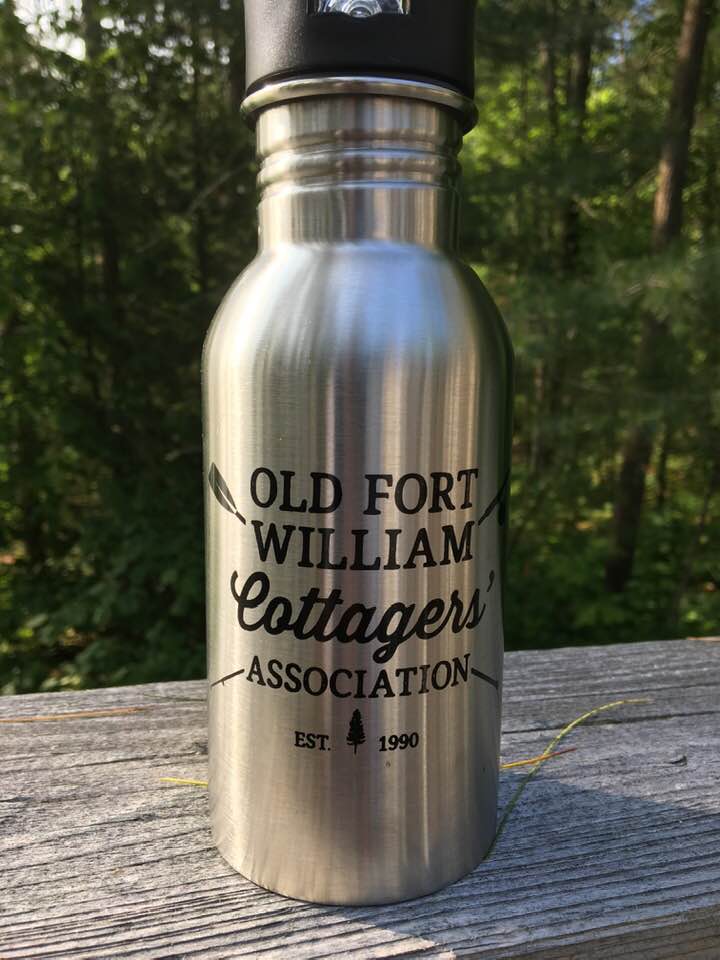 OLD FORT
WILLIAM
Cottagers'
ASSOCIATION
EST. 1990